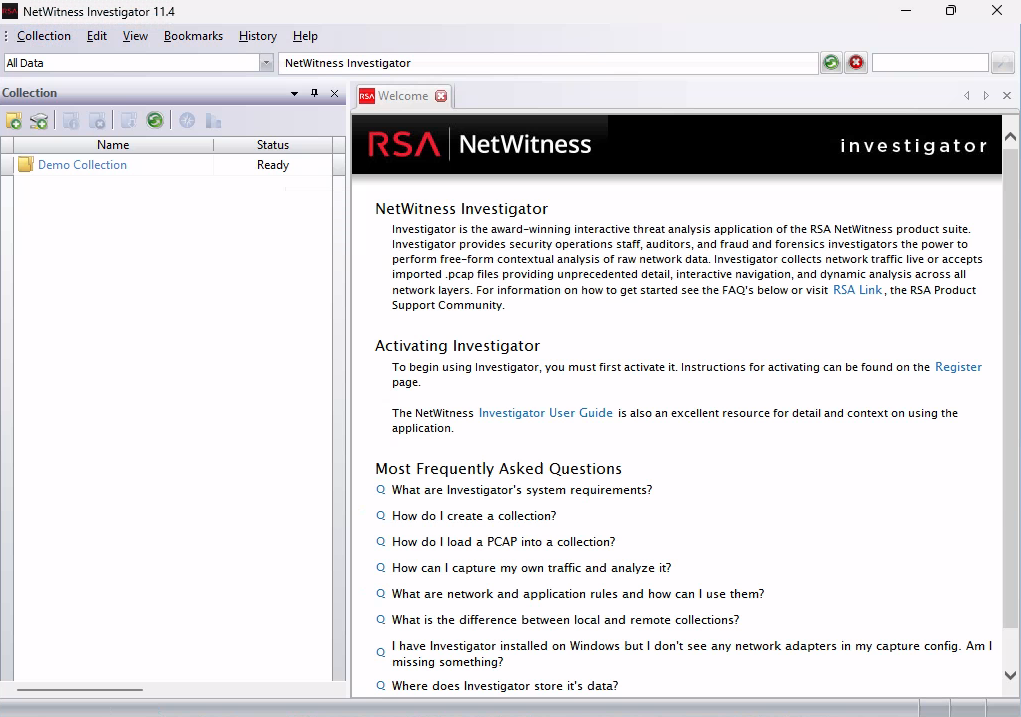 RSA NetWitness Investigator 11.4
Collection Edit View Bookmarks History Help
All Data NetWitness Investigator
Collection
RSA Welcome
Name Status
Demo Collection Ready
RSA NetWitness investigator
NetWitness Investigator
Investigator is the award-winning interactive threat analysis application of the RSA NetWitness product suite.
Investigator provides security operations staff, auditors, and fraud and forensics investigators the power to
perform free-form contextual analysis of raw network data. Investigator collects network traffic live or accepts
imported .pcap files providing unprecedented detail, interactive navigation, and dynamic analysis across all
network layers. For information on how to get started see the FAQ's below or visit RSA Link, the RSA Product
Support Community.
Activating Investigator
To begin using Investigator, you must first activate it. Instructions for activating can be found on the Register
page.
The NetWitness Investigator User Guide is also an excellent resource for detail and context on using the
application.
Most Frequently Asked Questions
Q What are Investigator's system requirements?
Q How do I create a collection?
Q How do I load a PCAP into a collection?
Q How can I capture my own traffic and analyze it?
Q What are network and application rules and how can I use them?
Q What is the difference between local and remote collections?
Q I have Investigator installed on Windows but I don't see any network adapters in my capture config. Am I
missing something?
Q Where does Investigator store it's data?